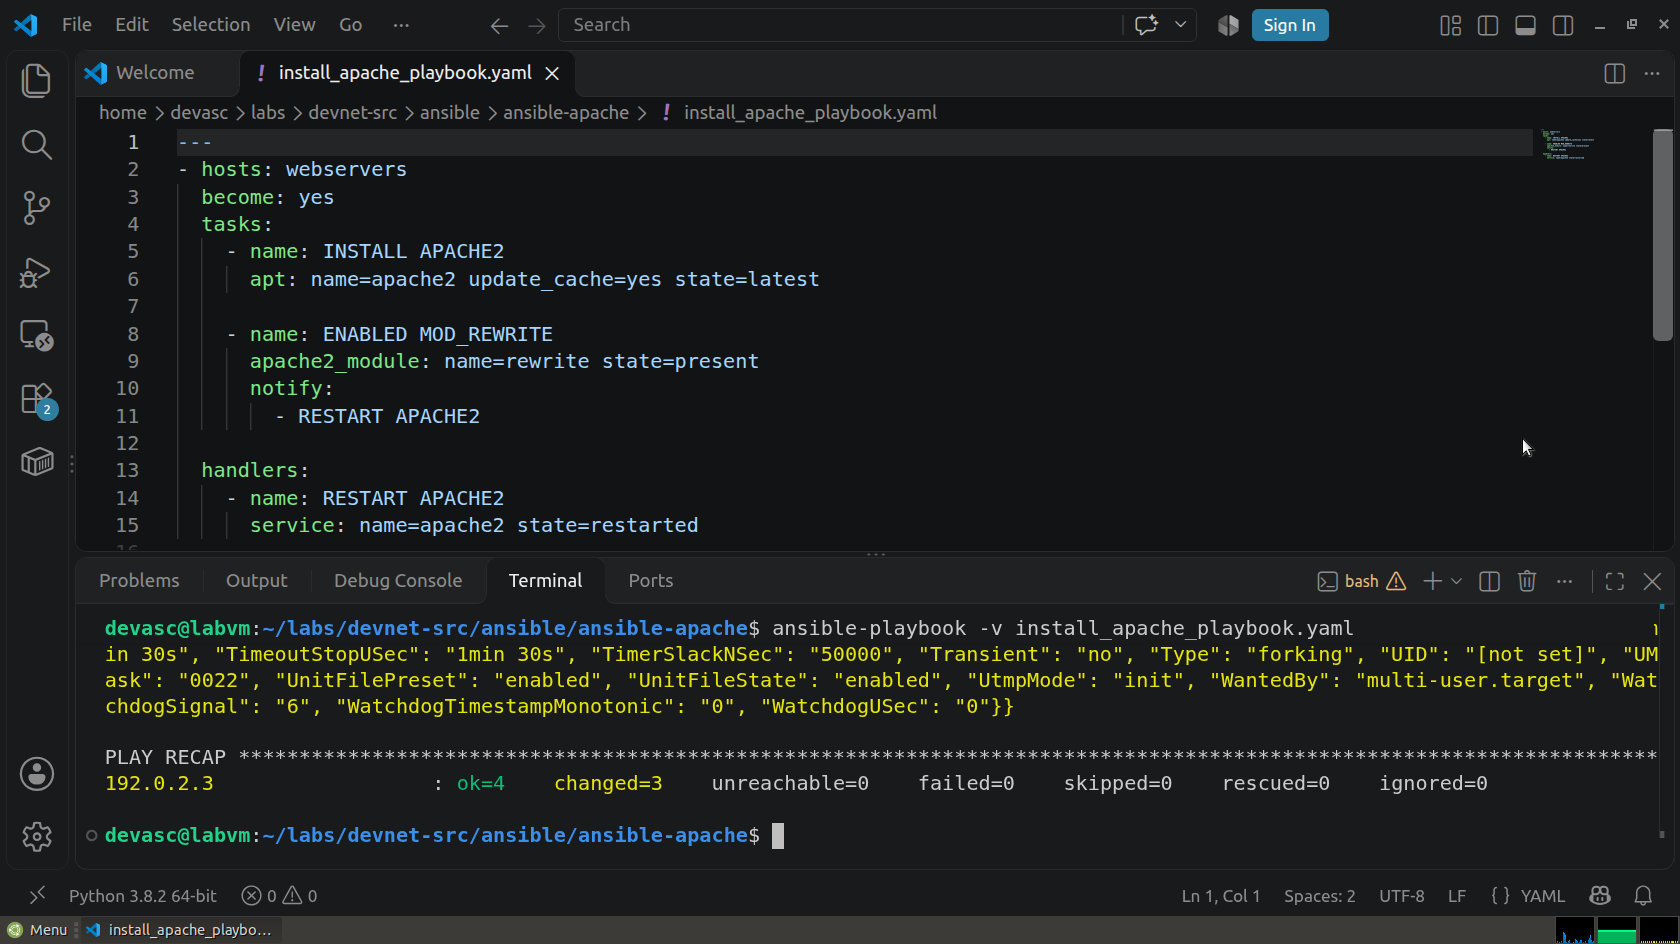 File Edit Selection View Go ··· Search Sign In
Welcome ! install_apache_playbook.yaml
home > devasc > labs > devnet-src > ansible > ansible-apache > ! install_apache_playbook.yaml
1 ---
2 - hosts: webservers
3 become: yes
4 tasks:
5 - name: INSTALL APACHE2
6 apt: name=apache2 update_cache=yes state=latest
7
8 - name: ENABLED MOD_REWRITE
9 apache2_module: name=rewrite state=present
10 notify:
11 - RESTART APACHE2
12
13 handlers:
14 - name: RESTART APACHE2
15 service: name=apache2 state=restarted
16
2
Problems Output Debug Console Terminal Ports bash
devasc@labvm:~/labs/devnet-src/ansible/ansible-apache$ ansible-playbook -v install_apache_playbook.yaml
in 30s", "TimeoutStopUSec": "1min 30s", "TimerSlackNSec": "50000", "Transient": "no", "Type": "forking", "UID": "[not set]", "UM
ask": "0022", "UnitFilePreset": "enabled", "UnitFileState": "enabled", "UtmpMode": "init", "WantedBy": "multi-user.target", "Wat
chdogSignal": "6", "WatchdogTimestampMonotonic": "0", "WatchdogUSec": "0"}}
PLAY RECAP *********************************************************************************************************************
192.0.2.3 : ok=4 changed=3 unreachable=0 failed=0 skipped=0 rescued=0 ignored=0
devasc@labvm:~/labs/devnet-src/ansible/ansible-apache$
Python 3.8.2 64-bit 0 0 Ln 1, Col 1 Spaces: 2 UTF-8 LF {} YAML
Menu install_apache_playbo...